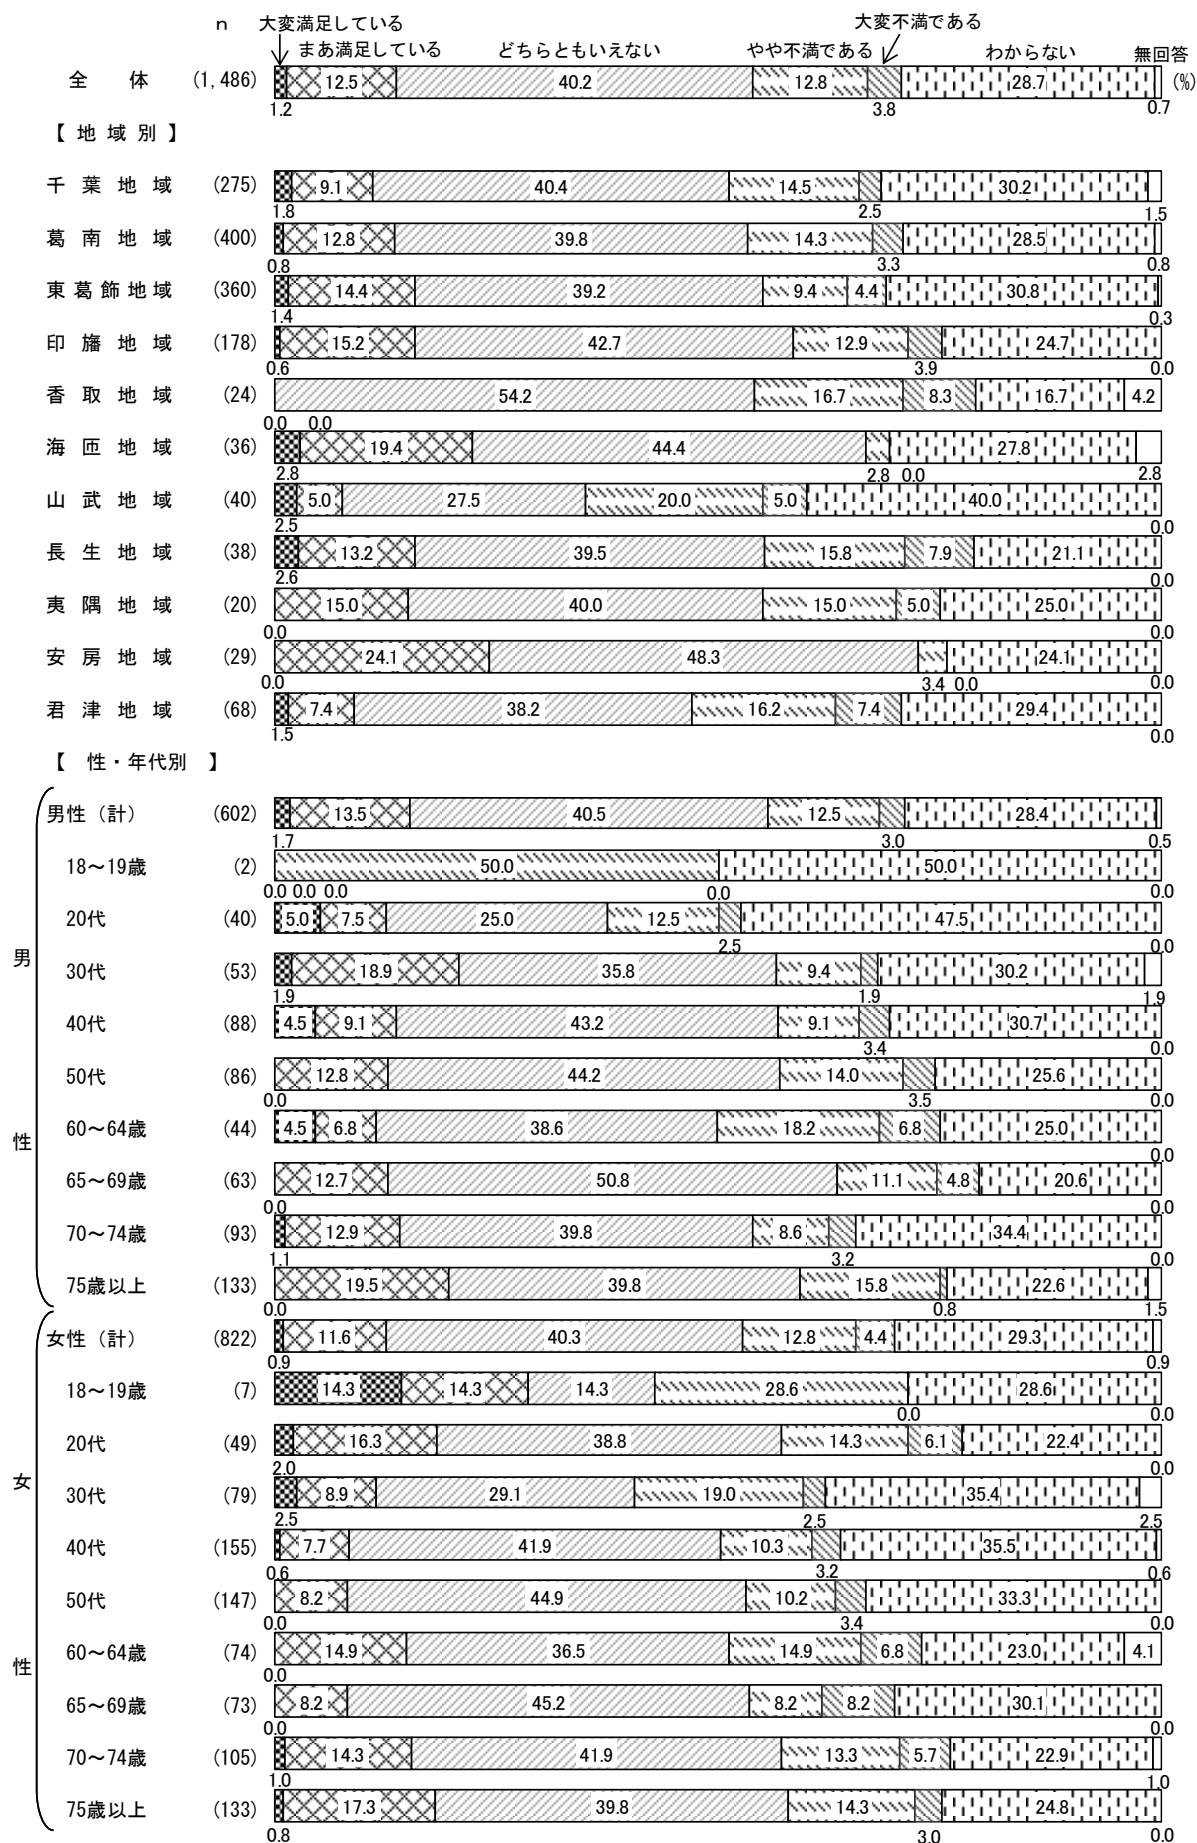 n 大変満足している 大変不満である
まあ満足している どちらともいえない やや不満である わからない 無回答
全体 (1,486) 12.5 40.2 12.8 28.7 (%)
1.2 3.8 0.7
【地域別】
千葉地域 (275) 9.1 40.4 14.5 30.2
1.8 2.5 1.5
葛南地域 (400) 12.8 39.8 14.3 28.5
0.8 3.3 0.8
東葛飾地域 (360) 14.4 39.2 9.4 4.4 30.8
1.4 0.3
印旛地域 (178) 15.2 42.7 12.9 24.7
0.6 3.9 0.0
香取地域 (24) 54.2 16.7 8.3 16.7 4.2
0.0 0.0
海匝地域 (36) 19.4 44.4 27.8
2.8 2.8 0.0 2.8
山武地域 (40) 5.0 27.5 20.0 5.0 40.0
2.5 0.0
長生地域 (38) 13.2 39.5 15.8 7.9 21.1
2.6 0.0
夷隅地域 (20) 15.0 40.0 15.0 5.0 25.0
0.0 0.0
安房地域 (29) 24.1 48.3 24.1
0.0 3.4 0.0 0.0
君津地域 (68) 7.4 38.2 16.2 7.4 29.4
1.5 0.0
【 性・年代別 】
男性(計) (602) 13.5 40.5 12.5 28.4
1.7 3.0 0.5
18～19歳 (2) 50.0 50.0
0.0 0.0 0.0 0.0 0.0
20代 (40) 5.0 7.5 25.0 12.5 47.5
2.5 0.0
男
30代 (53) 18.9 35.8 9.4 30.2
1.9 1.9 1.9
40代 (88) 4.5 9.1 43.2 9.1 30.7
3.4 0.0
50代 (86) 12.8 44.2 14.0 25.6
0.0 3.5 0.0
性 60～64歳 (44) 4.5 6.8 38.6 18.2 6.8 25.0
0.0
65～69歳 (63) 12.7 50.8 11.1 4.8 20.6
0.0 0.0
70～74歳 (93) 12.9 39.8 8.6 34.4
1.1 3.2 0.0
75歳以上 (133) 19.5 39.8 15.8 22.6
0.0 0.8 1.5
女性(計) (822) 11.6 40.3 12.8 4.4 29.3
0.9 0.9
18～19歳 (7) 14.3 14.3 14.3 28.6 28.6
0.0 0.0
20代 (49) 16.3 38.8 14.3 6.1 22.4
2.0 0.0
女
30代 (79) 8.9 29.1 19.0 35.4
2.5 2.5 2.5
40代 (155) 7.7 41.9 10.3 35.5
0.6 3.2 0.6
50代 (147) 8.2 44.9 10.2 33.3
0.0 3.4 0.0
60～64歳 (74) 14.9 36.5 14.9 6.8 23.0 4.1
性
0.0
65～69歳 (73) 8.2 45.2 8.2 8.2 30.1
0.0 0.0
70～74歳 (105) 14.3 41.9 13.3 5.7 22.9
1.0 1.0
75歳以上 (133) 17.3 39.8 14.3 24.8
0.8 3.0 0.0